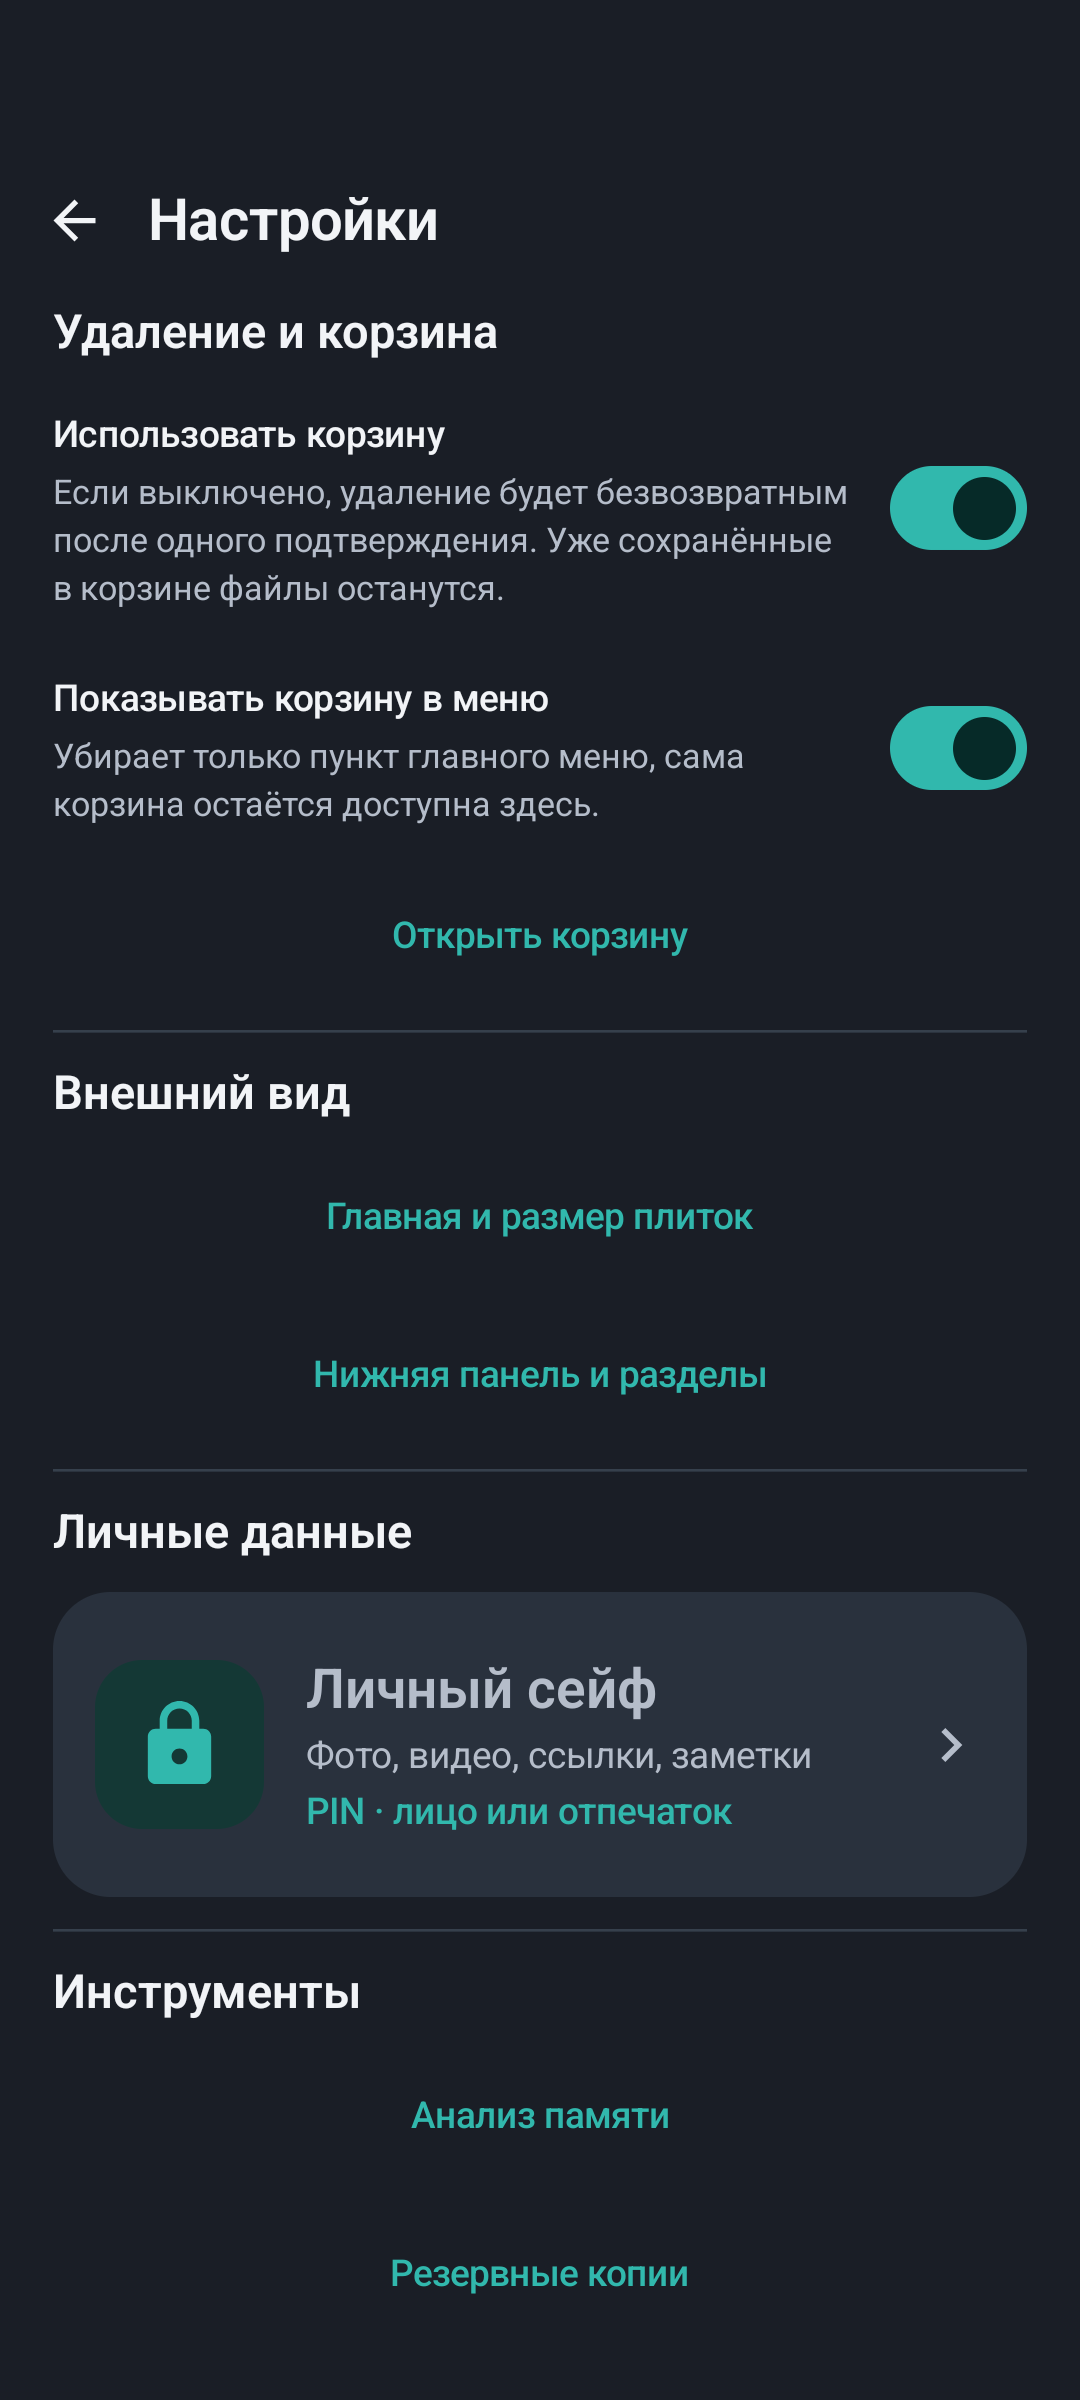 Настройки
Удаление и корзина
Использовать корзину
Если выключено, удаление будет безвозвратным
после одного подтверждения. Уже сохранённые
в корзине файлы останутся.
Показывать корзину в меню
Убирает только пункт главного меню, сама
корзина остаётся доступна здесь.
Открыть корзину
Внешний вид
Главная и размер плиток
Нижняя панель и разделы
Личные данные
Личный сейф
Фото, видео, ссылки, заметки
PIN · лицо или отпечаток
Инструменты
Анализ памяти
Резервные копии